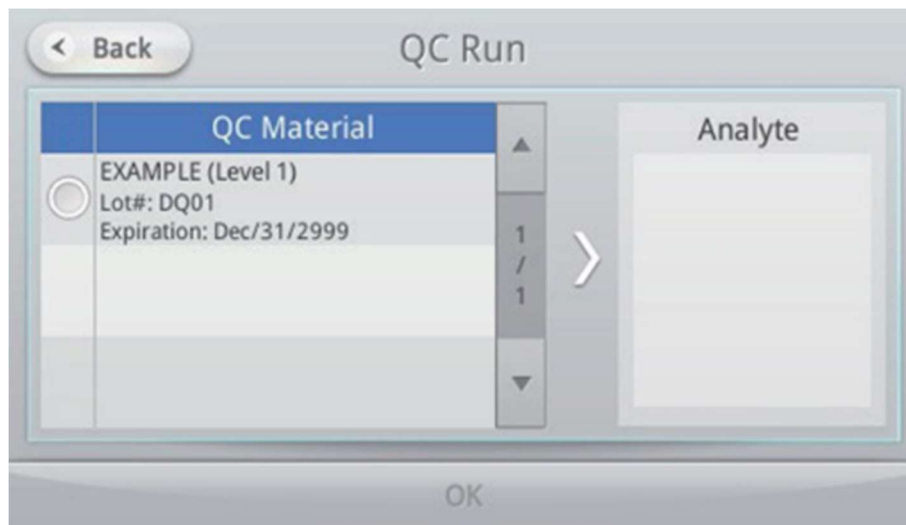 Back
QC Run
QC Material
Analyte
EXAMPLE (Level 1)
Lot#: DQ01
Expiration: Dec/31/2999
1
/
1
OK